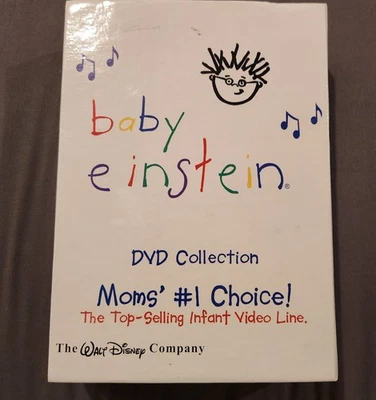 baby
einstein®
DVD Collection
Moms' #1 Choice!
The Top-Selling Infant Video Line.
The Walt Disney Company